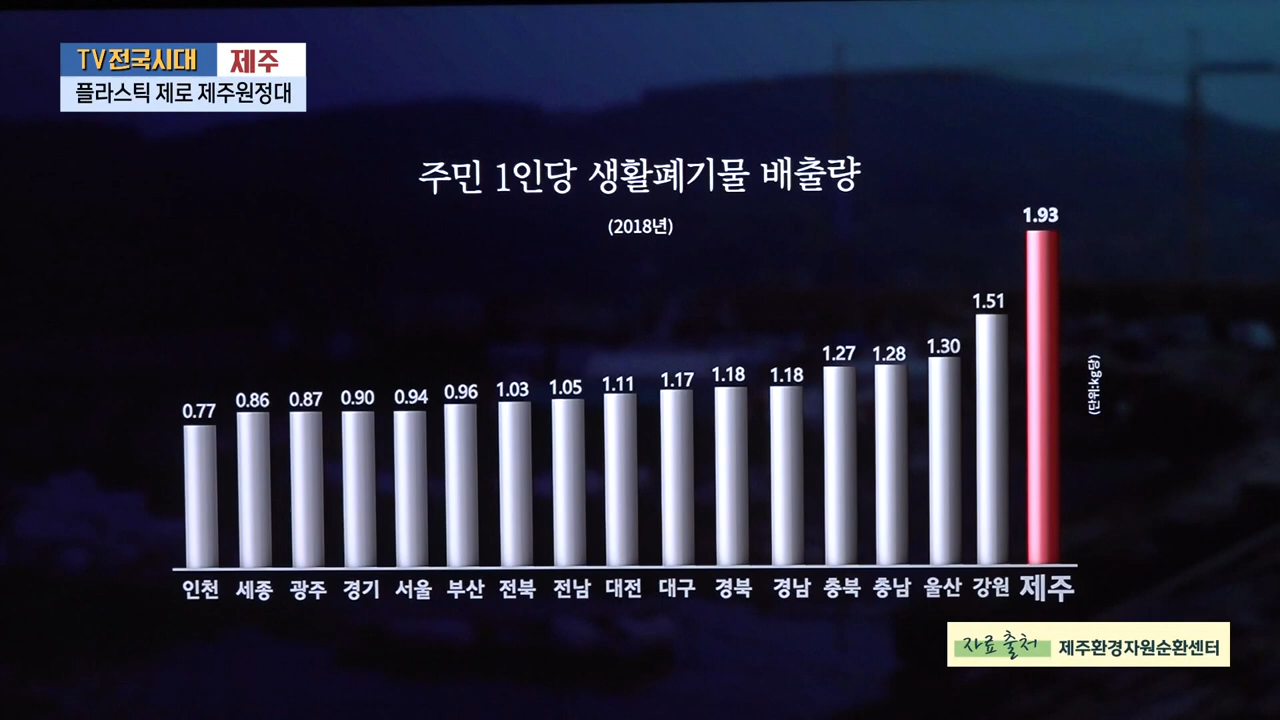 TV전국시대 제주
플라스틱 제로 제주원정대
주민 1인당 생활폐기물 배출량
(2018년)
0.77 0.86 0.87 0.90 0.94 0.96 1.03 1.05 1.11 1.17 1.18 1.18 1.27 1.28 1.30 1.51 1.93
(단위:kg당)
인천 세종 광주 경기 서울 부산 전북 전남 대전 대구 경북 경남 충북 충남 울산 강원 제주
자료 출처 제주환경자원순환센터